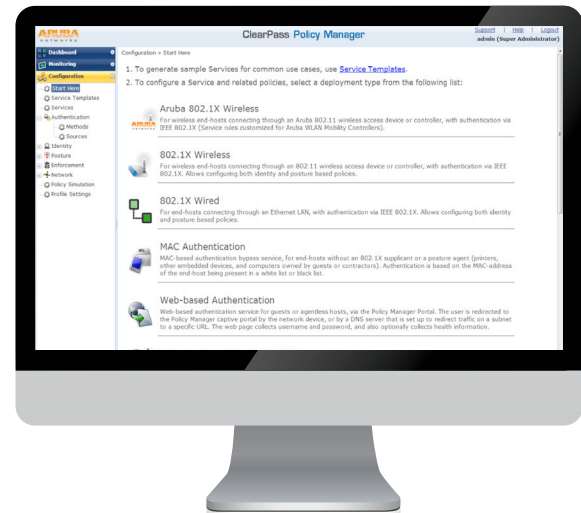 ARUBA
networks
ClearPass Policy Manager
Support | Help | Logout
admin (Super Administrator)
Dashboard
Monitoring
Configuration
Start Here
Service Templates
Services
Authentication
Methods
Sources
Identity
Posture
Enforcement
Network
Policy Simulation
Profile Settings
Configuration » Start Here
1. To generate sample Services for common use cases, use Service Templates.
2. To configure a Service and related policies, select a deployment type from the following list:
ARUBA
networks
Aruba 802.1X Wireless
For wireless end-hosts connecting through an Aruba 802.11 wireless access device or controller, with authentication via
IEEE 802.1X (Service rules customized for Aruba WLAN Mobility Controllers).
802.1X Wireless
For wireless end-hosts connecting through an 802.11 wireless access device or controller, with authentication via IEEE
802.1X. Allows configuring both identity and posture based policies.
802.1X Wired
For end-hosts connecting through an Ethernet LAN, with authentication via IEEE 802.1X. Allows configuring both identity
and posture based policies.
MAC Authentication
MAC-based authentication bypass service, for end-hosts without an 802.1X supplicant or a posture agent (printers,
other embedded devices, and computers owned by guests or contractors). Authentication is based on the MAC-address
of the end-host being present in a white list or black list.
Web-based Authentication
Web-based authentication service for guests or agentless hosts, via the Policy Manager Portal. The user is redirected to
the Policy Manager captive portal by the network device, or by a DNS server that is set up to redirect traffic on a subnet
to a specific URL. The web page collects username and password, and also optionally collects health information.